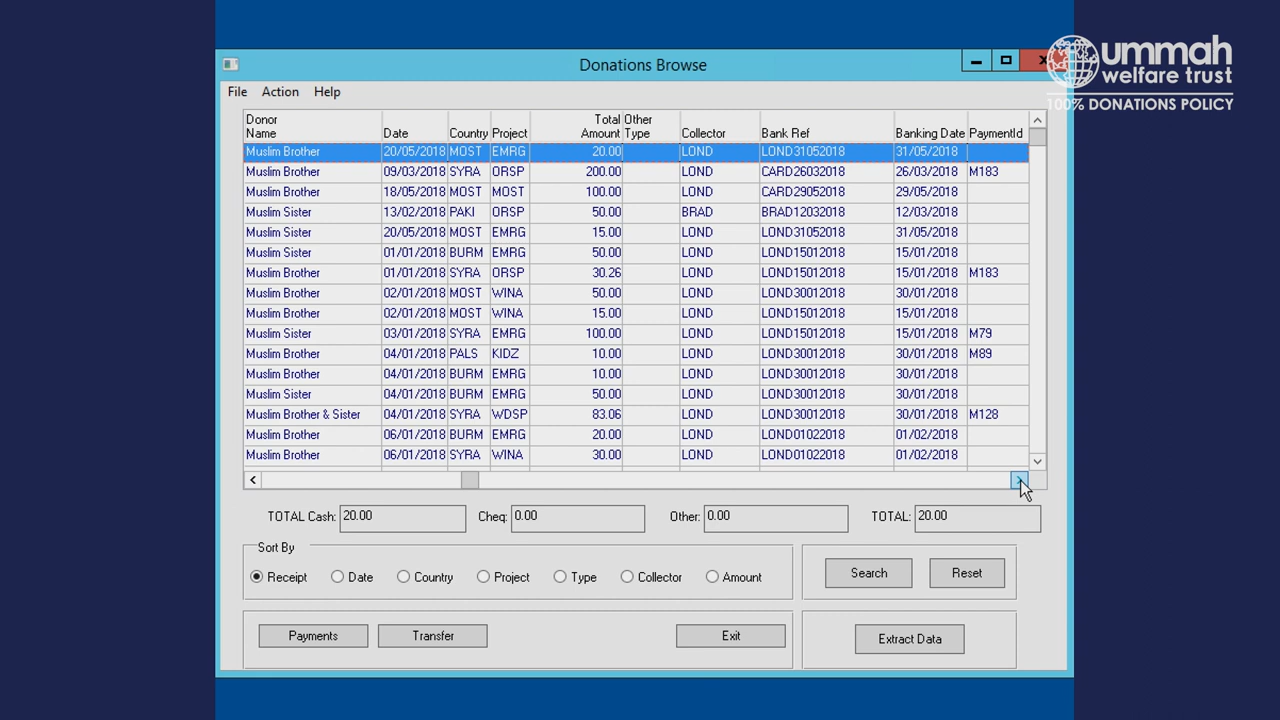 ummah
welfare trust
100% DONATIONS POLICY
Donations Browse
File Action Help
Donor Name Date Country Project Total Amount Other Type Collector Bank Ref Banking Date PaymentId
Muslim Brother 20/05/2018 MOST EMRG 20.00 LOND LOND31052018 31/05/2018
Muslim Brother 09/03/2018 SYRA ORSP 200.00 LOND CARD26032018 26/03/2018 M183
Muslim Brother 18/05/2018 MOST MOST 100.00 LOND CARD29052018 29/05/2018
Muslim Sister 13/02/2018 PAKI ORSP 50.00 BRAD BRAD12032018 12/03/2018
Muslim Sister 20/05/2018 MOST EMRG 15.00 LOND LOND31052018 31/05/2018
Muslim Sister 01/01/2018 BURM EMRG 50.00 LOND LOND15012018 15/01/2018
Muslim Brother 01/01/2018 SYRA ORSP 30.26 LOND LOND15012018 15/01/2018 M183
Muslim Brother 02/01/2018 MOST WINA 50.00 LOND LOND30012018 30/01/2018
Muslim Brother 02/01/2018 MOST WINA 15.00 LOND LOND15012018 15/01/2018
Muslim Sister 03/01/2018 SYRA EMRG 100.00 LOND LOND15012018 15/01/2018 M79
Muslim Brother 04/01/2018 PALS KIDZ 10.00 LOND LOND30012018 30/01/2018 M89
Muslim Brother 04/01/2018 BURM EMRG 10.00 LOND LOND30012018 30/01/2018
Muslim Sister 04/01/2018 BURM EMRG 50.00 LOND LOND30012018 30/01/2018
Muslim Brother & Sister 04/01/2018 SYRA WDSP 83.06 LOND LOND30012018 30/01/2018 M128
Muslim Brother 06/01/2018 BURM EMRG 20.00 LOND LOND01022018 01/02/2018
Muslim Brother 06/01/2018 SYRA WINA 30.00 LOND LOND01022018 01/02/2018
TOTAL Cash: 20.00 Cheq: 0.00 Other: 0.00 TOTAL: 20.00
Sort By
Receipt Date Country Project Type Collector Amount Search Reset
Payments Transfer Exit Extract Data